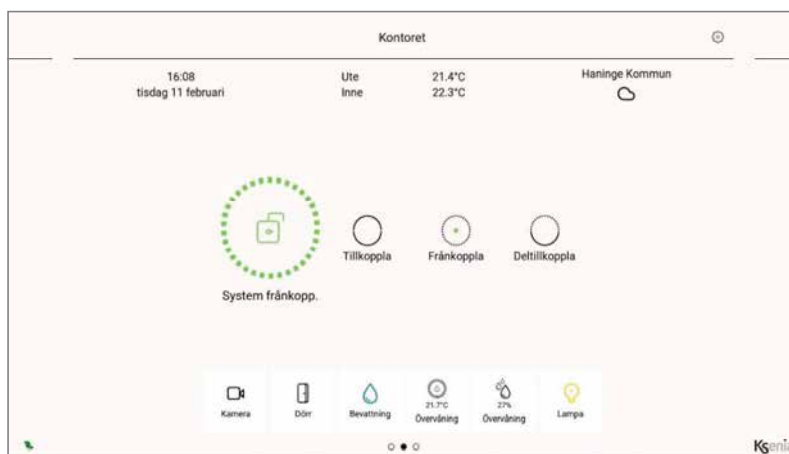 Kontoret
16:08 Ute 21.4°C Haninge Kommun
tisdag 11 februari Inne 22.3°C
Tillkoppla Frånkoppla Deltillkoppla
System frånkopp.
21.7°C 27%
Kamera Dörr Bevattning Övervåning Övervåning Lampa
Ksenia